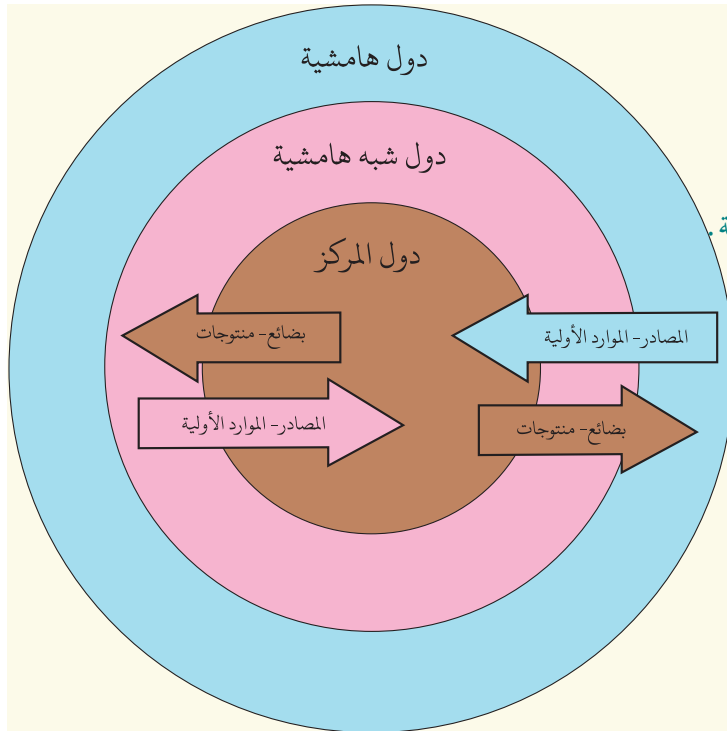 دول هامشية
دول شبه هامشية
ة.
دول المركز
المصادر- الموارد الأولية
بضائع- منتوجات
المصادر- الموارد الأولية
بضائع- منتوجات